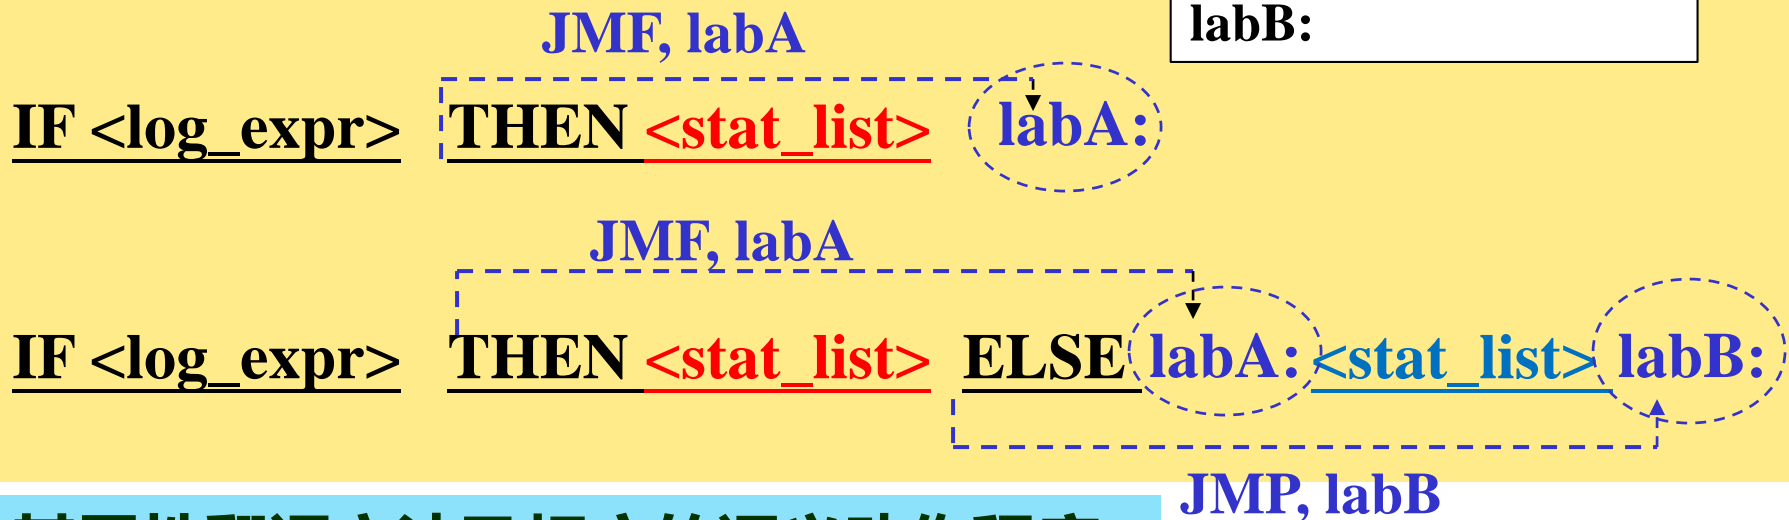 labB:
JMF, labA
IF <log_expr> THEN <stat_list> labA:
JMF, labA
IF <log_expr> THEN <stat_list> ELSE labA: <stat_list> labB:
JMP, labB